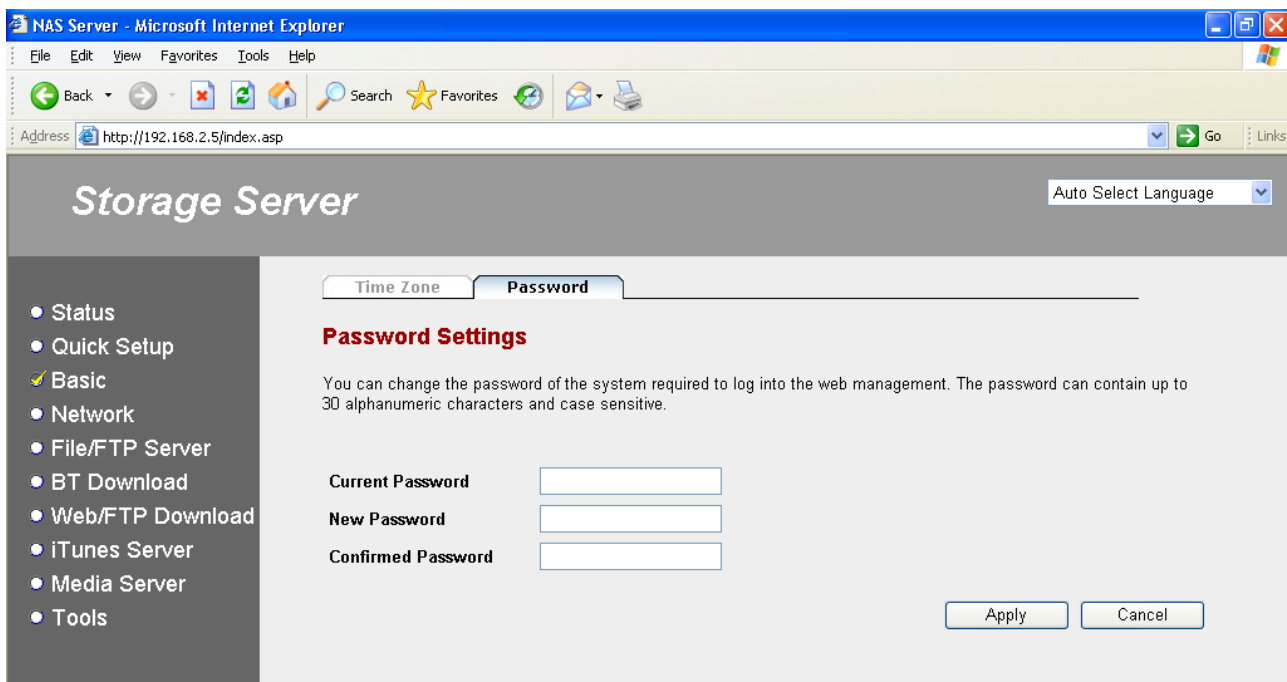 NAS Server - Microsoft Internet Explorer
File Edit View Favorites Tools Help
Back Search Favorites
Address http://192.168.2.5/index.asp Go Links
Storage Server
Auto Select Language
Status
Quick Setup
Basic
Network
File/FTP Server
BT Download
Web/FTP Download
iTunes Server
Media Server
Tools
Time Zone Password
Password Settings
You can change the password of the system required to log into the web management. The password can contain up to
30 alphanumeric characters and case sensitive.
Current Password
New Password
Confirmed Password
Apply Cancel